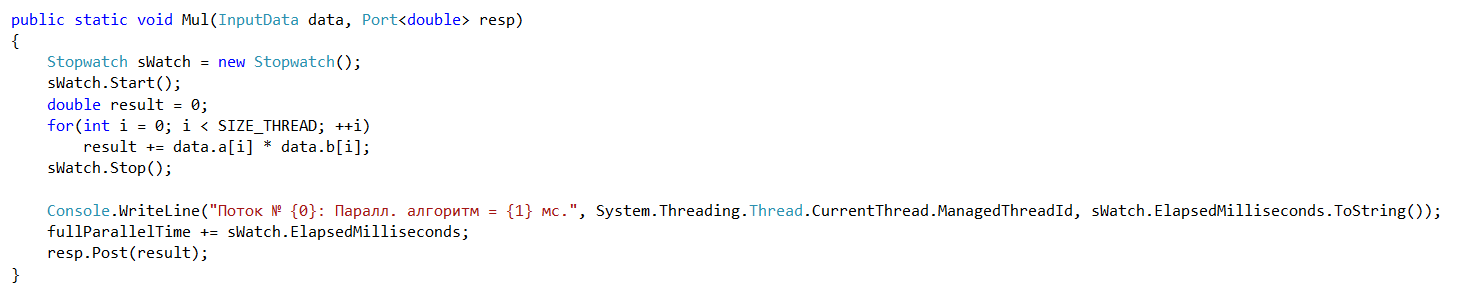 public static void Mul(InputData data, Port<double> resp)
{
    Stopwatch sWatch = new Stopwatch();
    sWatch.Start();
    double result = 0;
    for(int i = 0; i < SIZE_THREAD; ++i)
        result += data.a[i] * data.b[i];
    sWatch.Stop();

    Console.WriteLine("Поток № {0}: Паралл. алгоритм = {1} мс.", System.Threading.Thread.CurrentThread.ManagedThreadId, sWatch.ElapsedMilliseconds.ToString());
    fullParallelTime += sWatch.ElapsedMilliseconds;
    resp.Post(result);
}